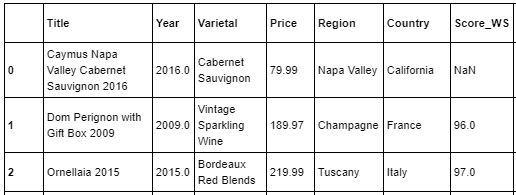 Title Year Varietal Price Region Country Score_WS
0 Caymus Napa Valley Cabernet Sauvignon 2016 2016.0 Cabernet Sauvignon 79.99 Napa Valley California NaN
1 Dom Perignon with Gift Box 2009 2009.0 Vintage Sparkling Wine 189.97 Champagne France 96.0
2 Ornellaia 2015 2015.0 Bordeaux Red Blends 219.99 Tuscany Italy 97.0